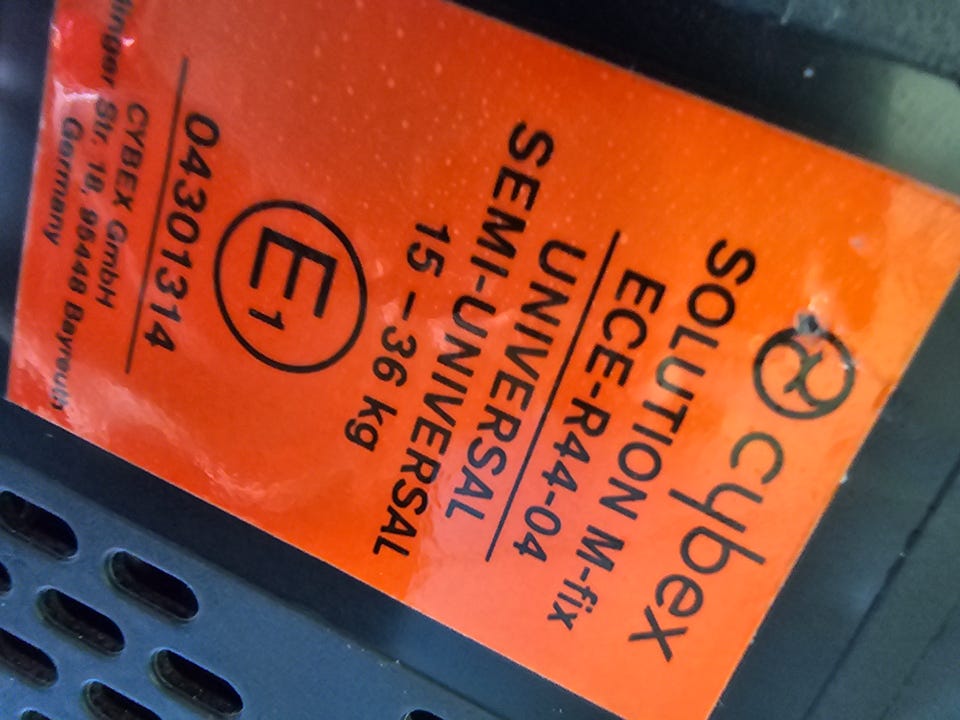 cybex
SOLUTION M-fix
ECE-R44-04
UNIVERSAL
SEMI-UNIVERSAL
15 – 36 kg
E1
04301314
CYBEX GmbH
Str. 18, 95448 Bayreuth
Germany